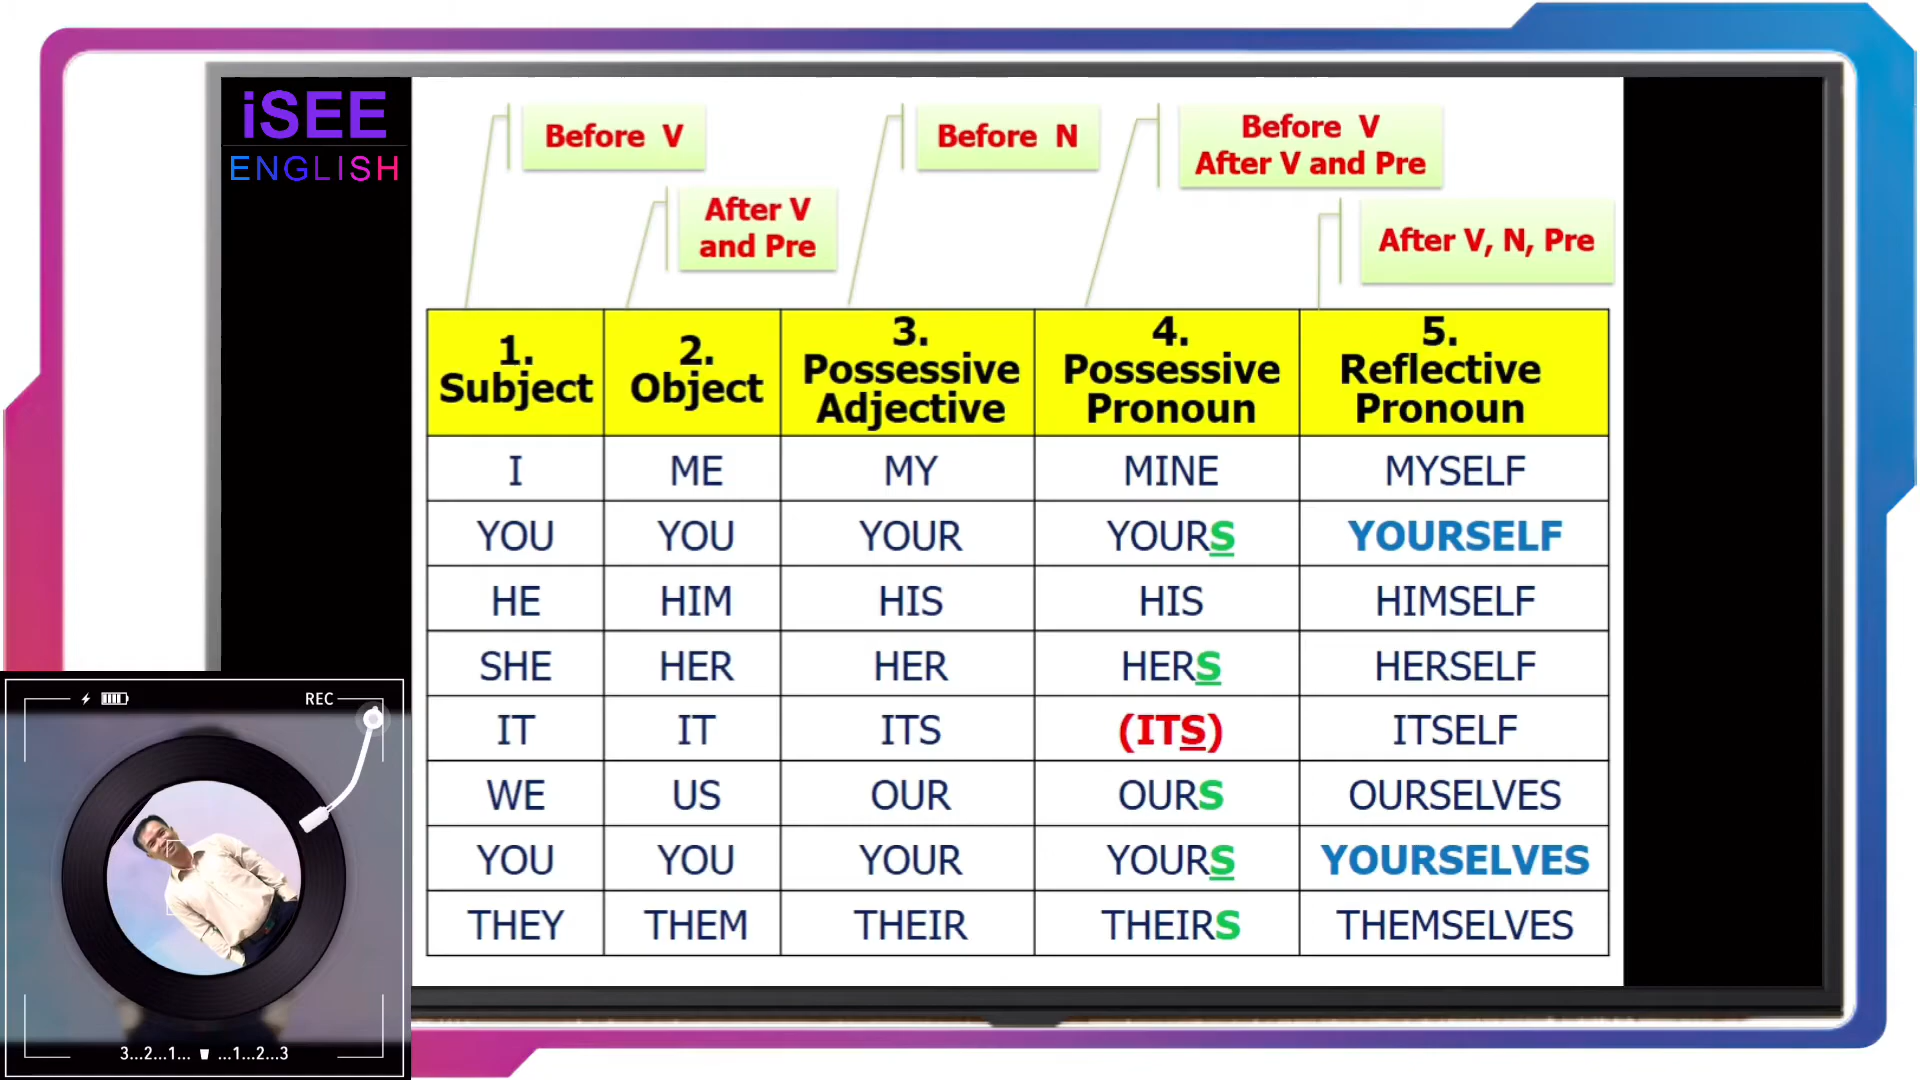 iSEE
ENGLISH
Before V
After V
and Pre
Before N
Before V
After V and Pre
After V, N, Pre
1.
Subject
2.
Object
3.
Possessive
Adjective
4.
Possessive
Pronoun
5.
Reflective
Pronoun
I ME MY MINE MYSELF
YOU YOU YOUR YOURS YOURSELF
HE HIM HIS HIS HIMSELF
SHE HER HER HERS HERSELF
IT IT ITS (ITS) ITSELF
WE US OUR OURS OURSELVES
YOU YOU YOUR YOURS YOURSELVES
THEY THEM THEIR THEIRS THEMSELVES
REC
3...2...1... ...1...2...3